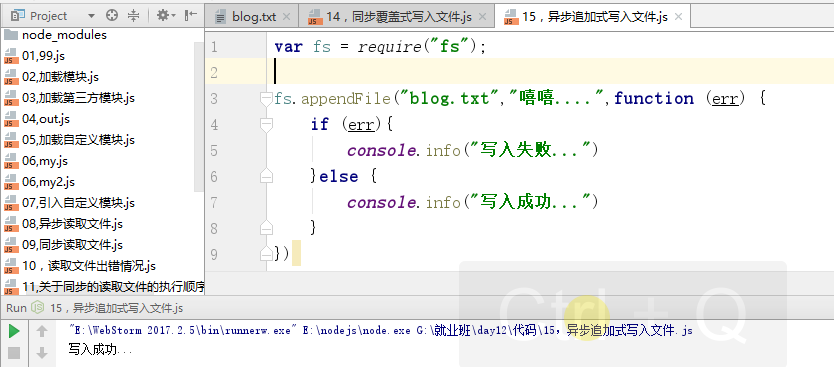 Project
blog.txt
14，同步覆盖式写入文件.js
15，异步追加式写入文件.js
node_modules
01,99.js
02,加载模块.js
03,加载第三方模块.js
04,out.js
05,加载自定义模块.js
06,my.js
06,my2.js
07,引入自定义模块.js
08,异步读取文件.js
09,同步读取文件.js
10，读取文件出错情况.js
11,关于同步的读取文件的执行顺序
1 var fs = require("fs");
2
3 fs.appendFile("blog.txt","嘻嘻....",function (err) {
4 if (err){
5 console.info("写入失败...")
6 }else {
7 console.info("写入成功...")
8 }
9 })
Ctrl + Q
Run 15，异步追加式写入文件.js
"E:\WebStorm 2017.2.5\bin\runnerw.exe" E:\nodejs\node.exe G:\就业班\day12\代码\15，异步追加式写入文件.js
写入成功...